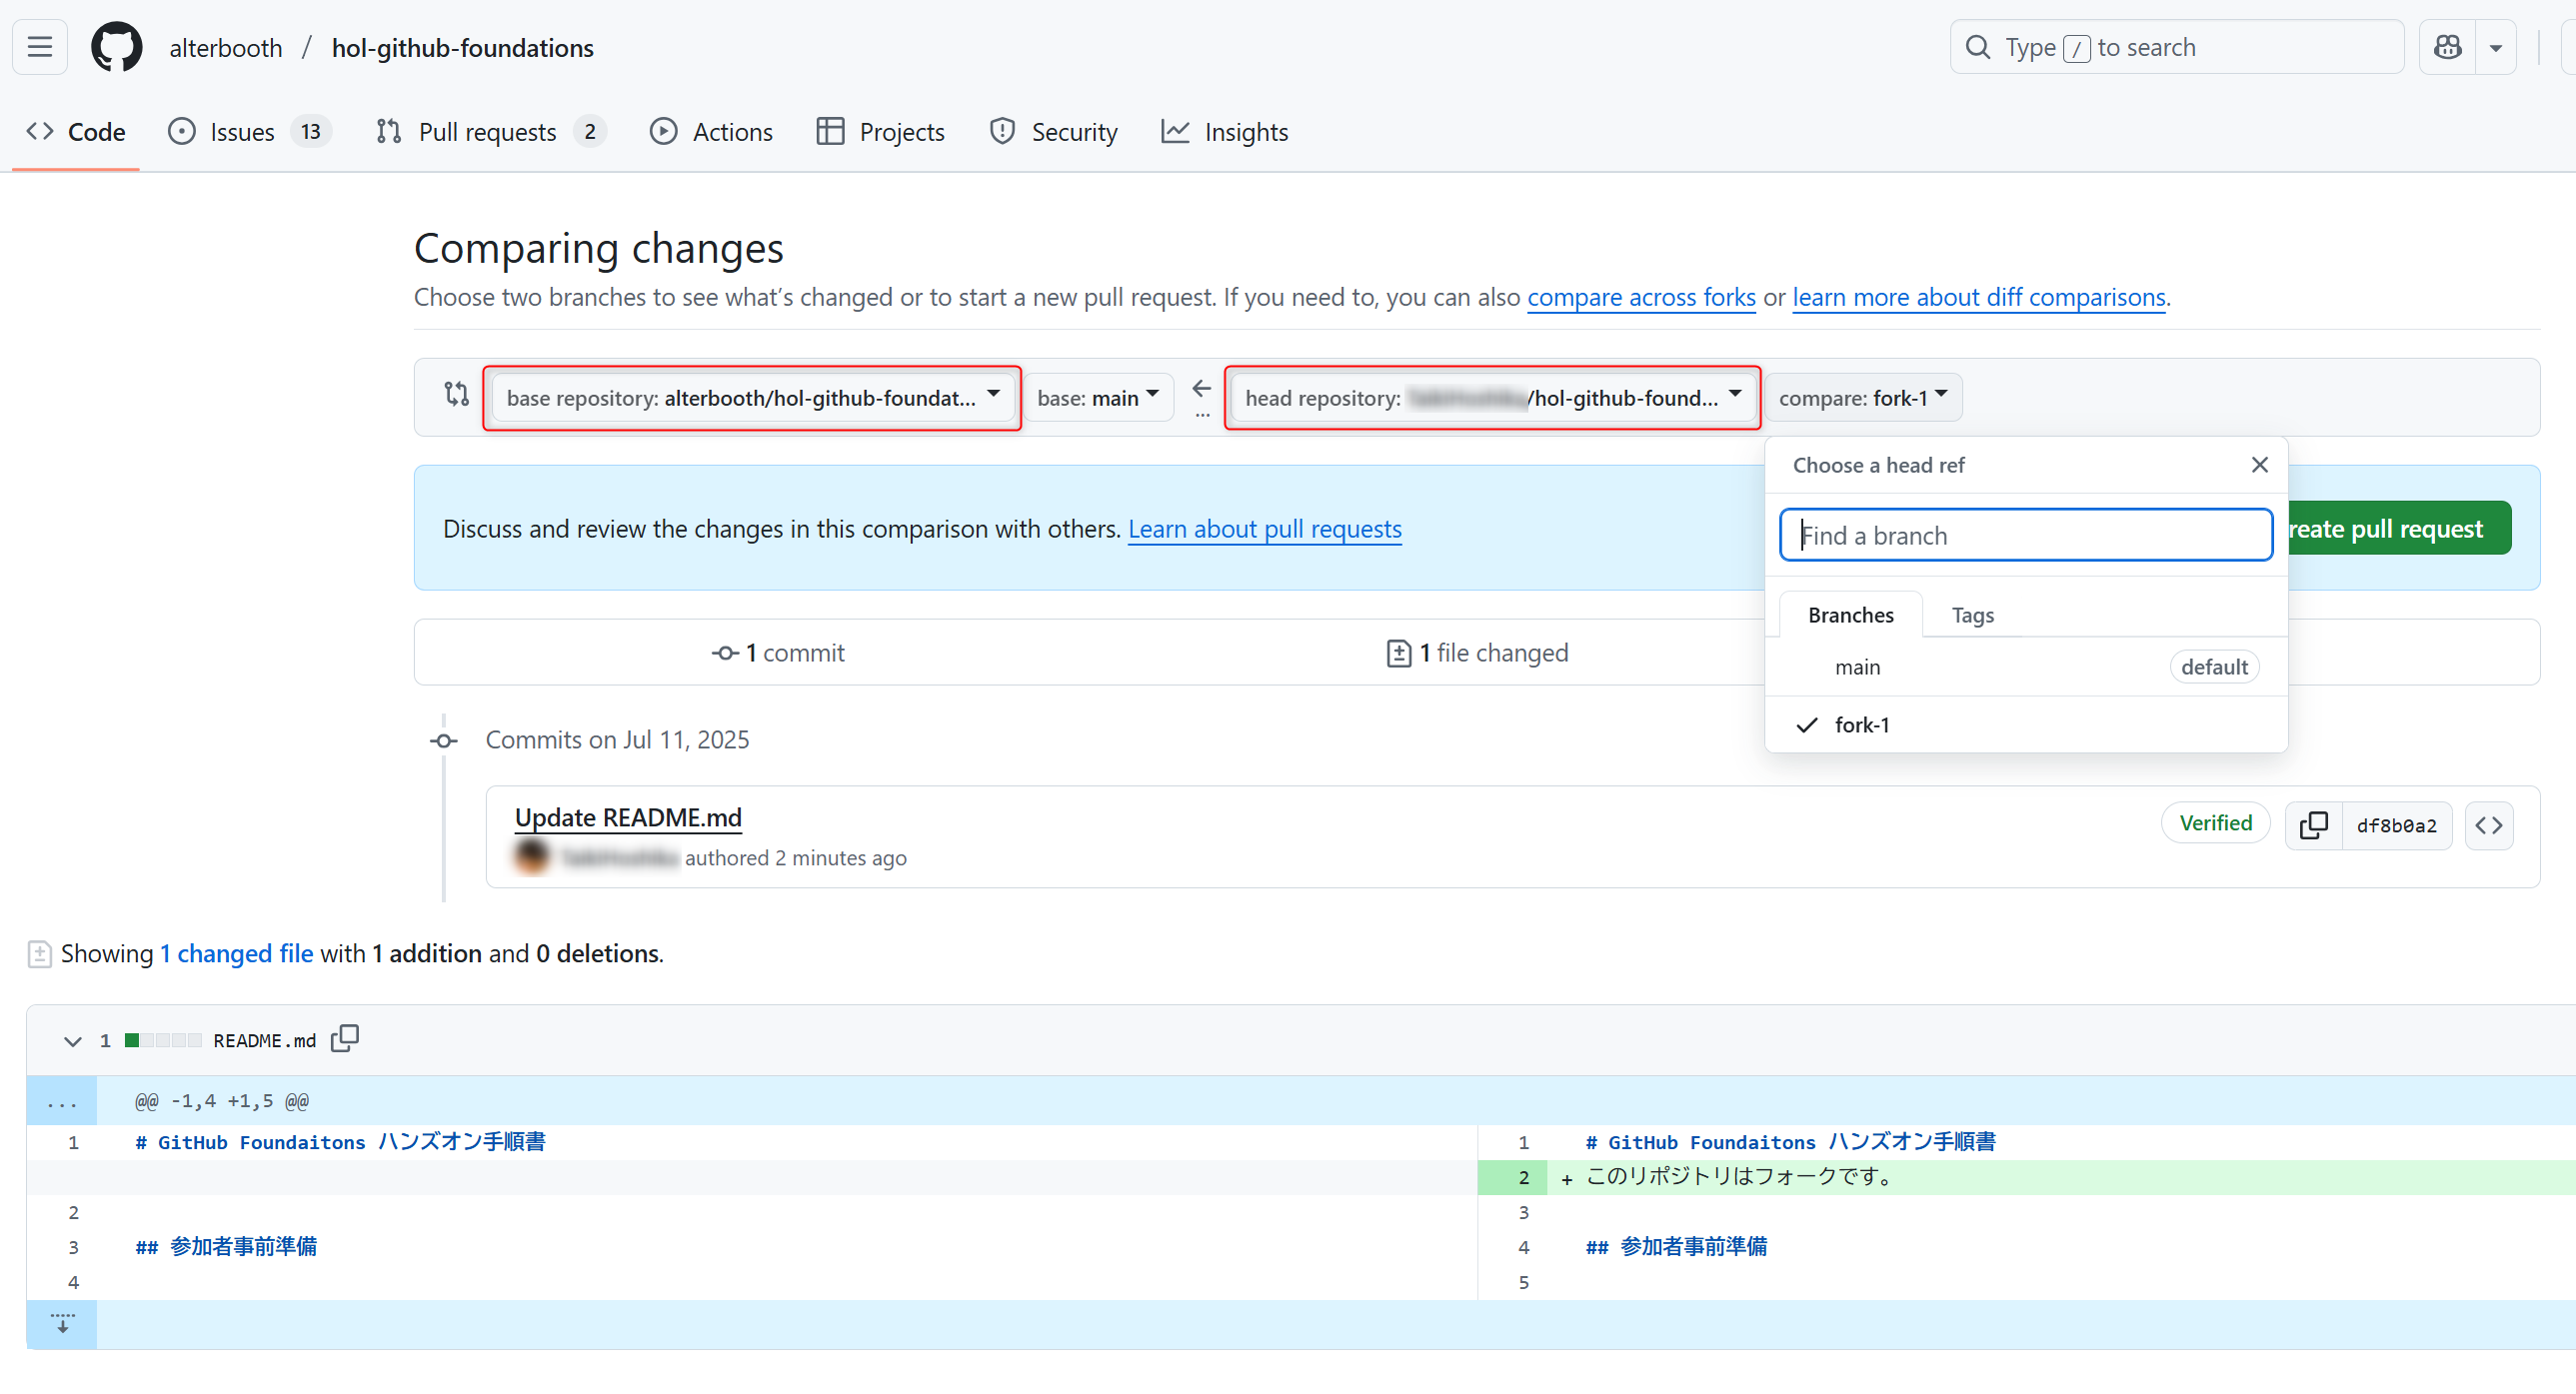 alterbooth / hol-github-foundations
Type / to search
Code
Issues 13
Pull requests 2
Actions
Projects
Security
Insights
Comparing changes
Choose two branches to see what's changed or to start a new pull request. If you need to, you can also compare across forks or learn more about diff comparisons.
base repository: alterbooth/hol-github-foundat...
base: main
...
head repository: /hol-github-found...
compare: fork-1
Choose a head ref
Find a branch
Branches
Tags
main default
fork-1
Discuss and review the changes in this comparison with others. Learn about pull requests
reate pull request
1 commit
1 file changed
Commits on Jul 11, 2025
Update README.md
authored 2 minutes ago
Verified
df8b0a2
Showing 1 changed file with 1 addition and 0 deletions.
1 README.md
... @@ -1,4 +1,5 @@
1 # GitHub Foundaitons ハンズオン手順書
1 # GitHub Foundaitons ハンズオン手順書
2 + このリポジトリはフォークです。
2
3
3 ## 参加者事前準備
4 ## 参加者事前準備
4
5